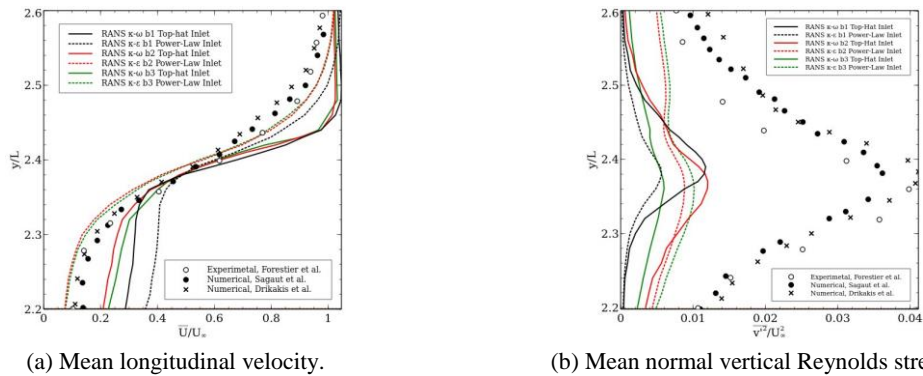 2.6
2.5
2.4
2.3
2.2
y/L
0
0.2
0.4
0.6
0.8
1
U/U∞
RANS κ-ω b1 Top-hat Inlet
RANS κ-ε b1 Power-Law Inlet
RANS κ-ω b2 Top-hat Inlet
RANS κ-ε b2 Power-Law Inlet
RANS κ-ω b3 Top-hat Inlet
RANS κ-ε b3 Power-Law Inlet
Experimetal, Forestier et al.
Numerical, Sagaut et al.
Numerical, Drikakis et al.
(a) Mean longitudinal velocity.
2.6
2.5
2.4
2.3
2.2
y/L
0
0.01
0.02
0.03
0.04
v'²/U²∞
RANS κ-ω b1 Top-Hat Inlet
RANS κ-ε b1 Power-Law Inlet
RANS κ-ω b2 Top-Hat Inlet
RANS κ-ε b2 Power-Law Inlet
RANS κ-ω b3 Top-Hat Inlet
RANS κ-ε b3 Power-Law Inlet
Experimental, Forestier et al.
Numerical, Sagaut et al.
Numerical, Drikakis et al.
(b) Mean normal vertical Reynolds stre